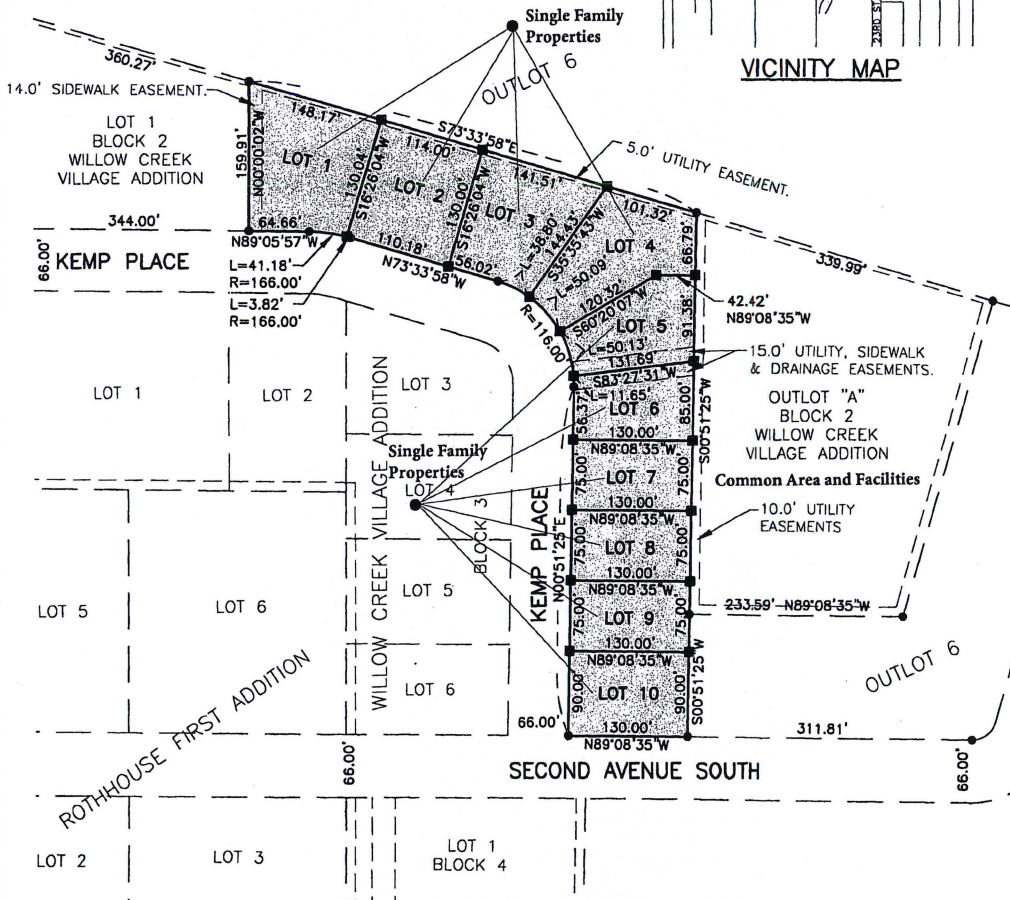 Single Family
Properties
23RD ST
VICINITY MAP
OUTLOT 6
360.27'
14.0' SIDEWALK EASEMENT.
LOT 1
BLOCK 2
WILLOW CREEK
VILLAGE ADDITION
159.91'
N00°00'02"W
148.17'
LOT 1
130.04'
S16°26'04"W
114.00'
S73°33'58"E
LOT 2
130.00'
S16°26'04"W
141.51'
LOT 3
5.0' UTILITY EASEMENT.
101.32'
LOT 4
66.79'
339.99'
344.00'
64.66'
N89°05'57"W
66.00'
KEMP PLACE
L=41.18'
R=166.00'
L=3.82'
R=166.00'
110.18'
N73°33'58"W
56.02
L=38.80'
144.43'
S35°35'43"W
L=50.09'
120.52'
S60°20'07"W
R=116.00'
42.42'
N89°08'35"W
91.38'
LOT 5
L=50.13'
131.69'
S83°27'31"W
L=11.65'
15.0' UTILITY, SIDEWALK
& DRAINAGE EASEMENTS.
OUTLOT "A"
BLOCK 2
WILLOW CREEK
VILLAGE ADDITION
Common Area and Facilities
10.0' UTILITY
EASEMENTS
56.37'
LOT 6
85.00'
S00°51'25"W
130.00'
N89°08'35"W
75.00'
LOT 7
75.00'
130.00'
N89°08'35"W
75.00'
LOT 8
75.00'
130.00'
N89°08'35"W
75.00'
LOT 9
75.00'
130.00'
N89°08'35"W
90.00'
LOT 10
90.00'
S00°51'25"W
130.00'
N89°08'35"W
KEMP PLACE
N00°51'25"E
233.59' N89°08'35"W
OUTLOT 6
311.81'
66.00'
66.00'
SECOND AVENUE SOUTH
LOT 1
LOT 2
LOT 3
Single Family
Properties
LOT 4
BLOCK 3
WILLOW CREEK VILLAGE ADDITION
LOT 5
LOT 6
LOT 5
LOT 6
ROTHHOUSE FIRST ADDITION
66.00'
LOT 2
LOT 3
LOT 1
BLOCK 4